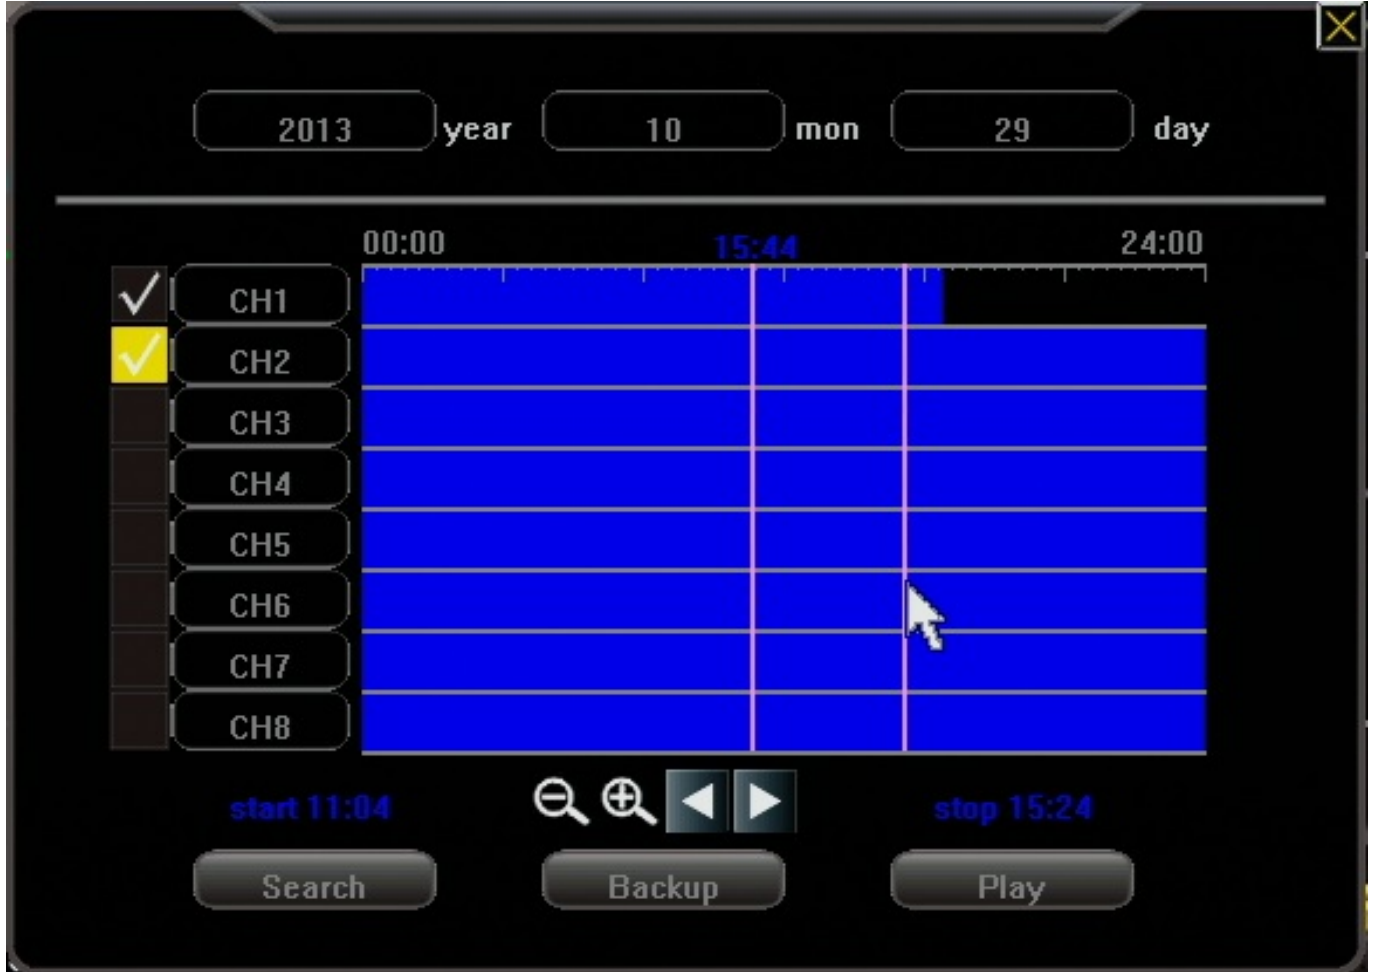 2013 year 10 mon 29 day
00:00 15:44 24:00
CH1
CH2
CH3
CH4
CH5
CH6
CH7
CH8
start 11:04 stop 15:24
Search Backup Play